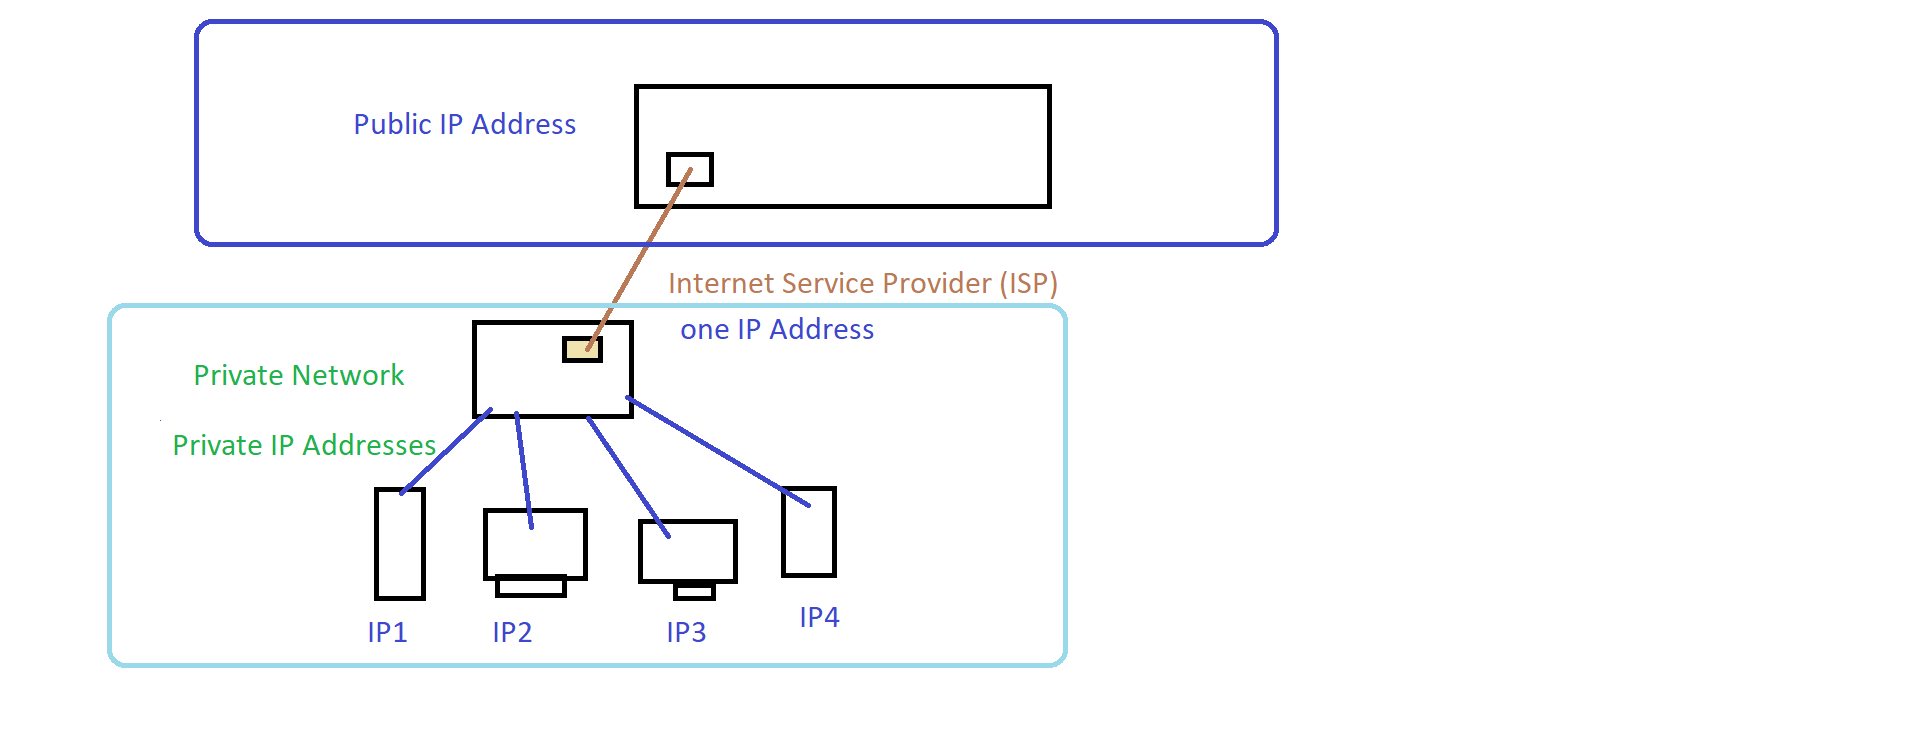 Public IP Address
Internet Service Provider (ISP)
one IP Address
Private Network
Private IP Addresses
IP1
IP2
IP3
IP4